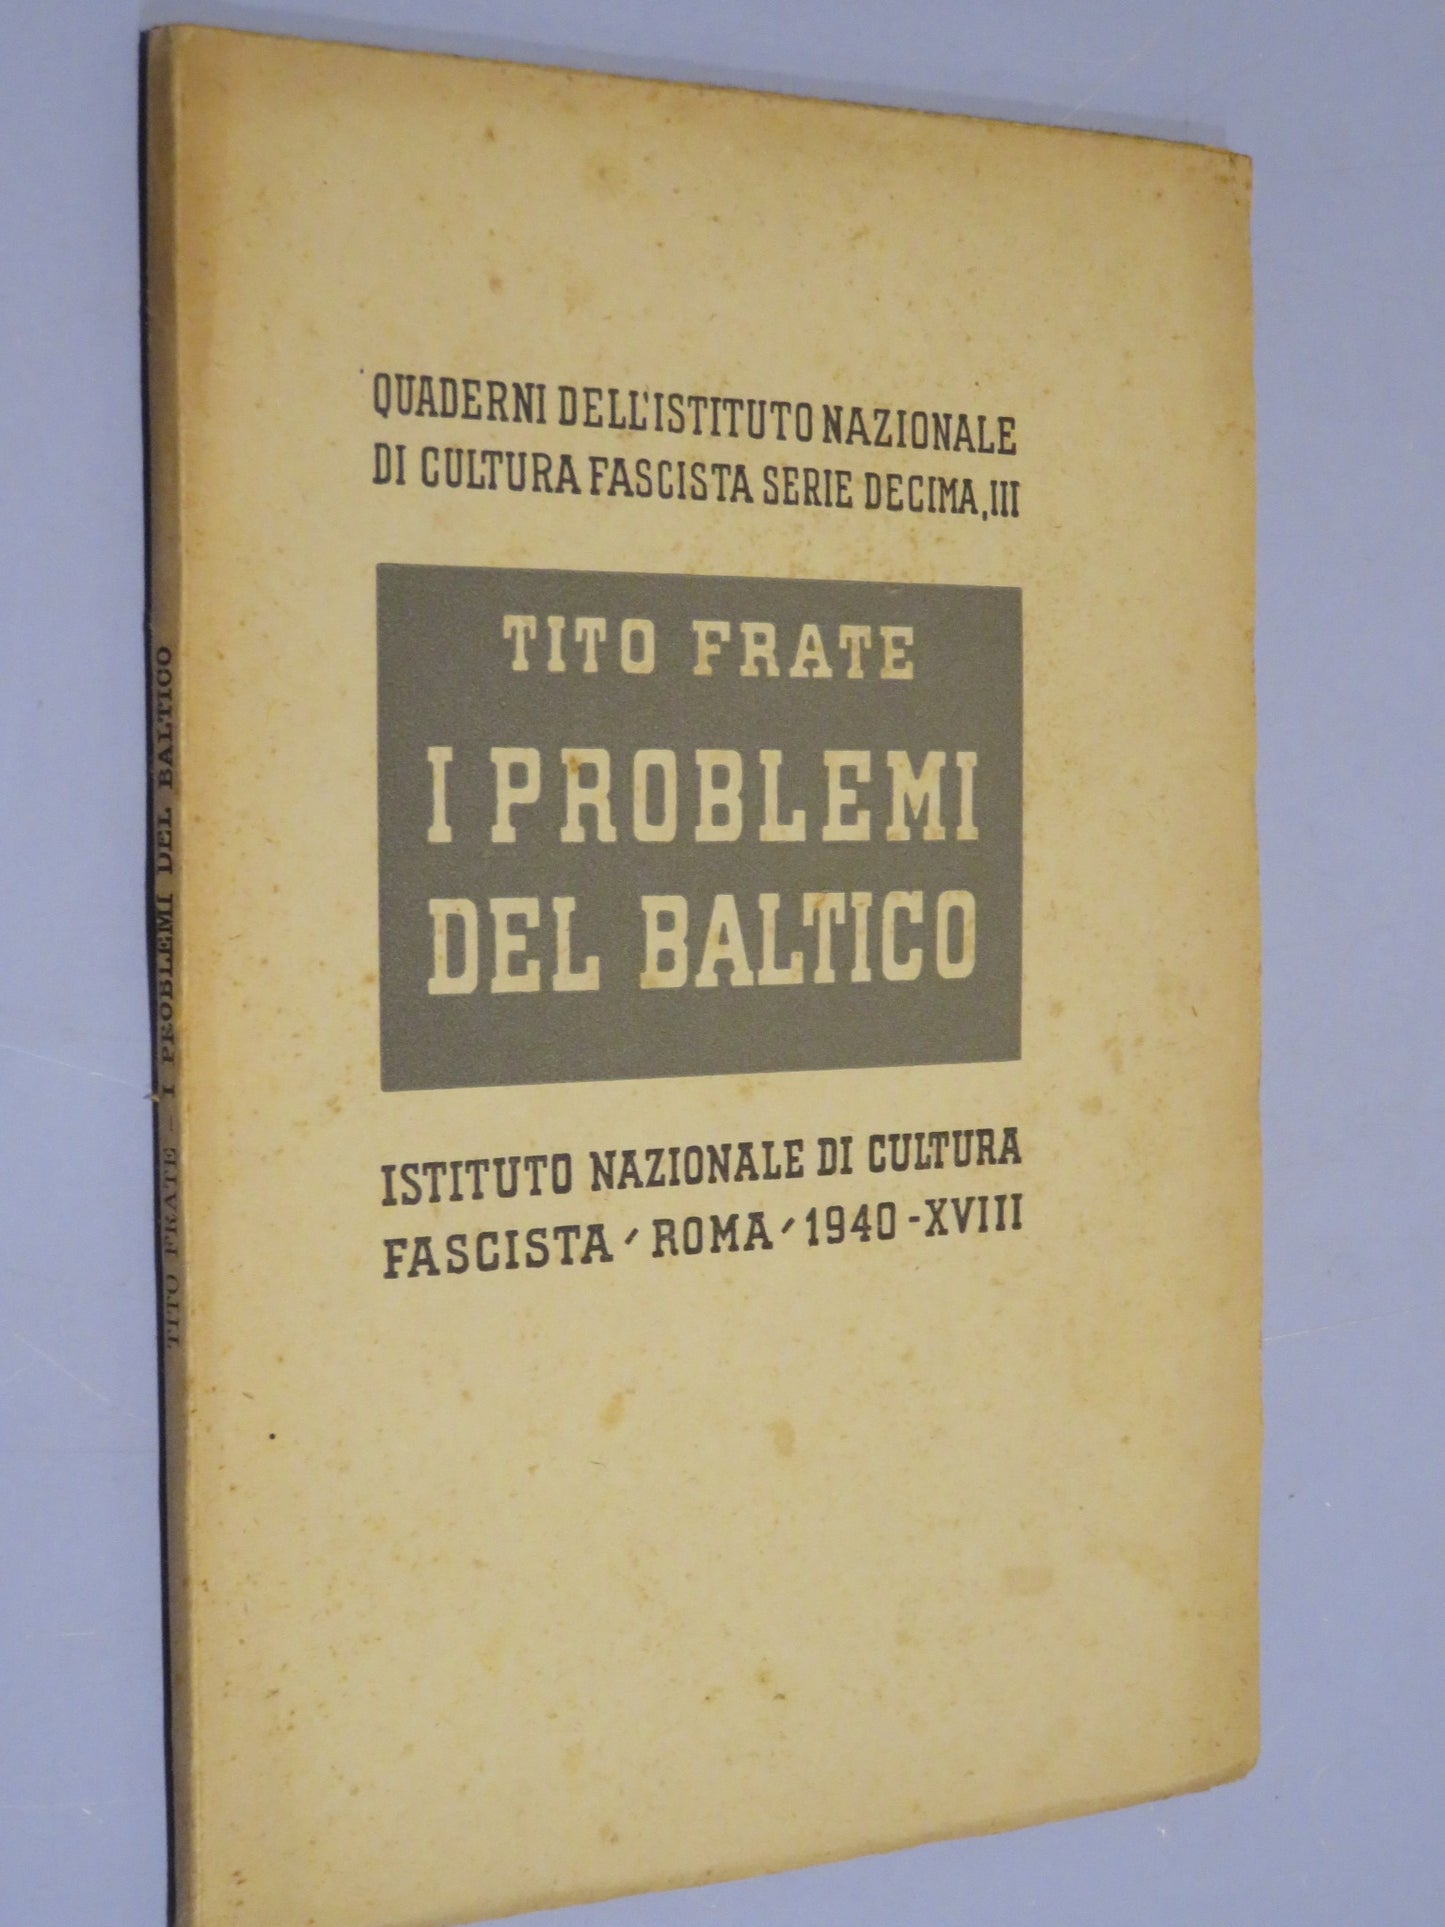 QUADERNI DELL'ISTITUTO NAZIONALE
DI CULTURA FASCISTA SERIE DECIMA, III
TITO FRATE
I PROBLEMI
DEL BALTICO
ISTITUTO NAZIONALE DI CULTURA
FASCISTA - ROMA - 1940 - XVIII
TITO FRATE - I PROBLEMI DEL BALTICO